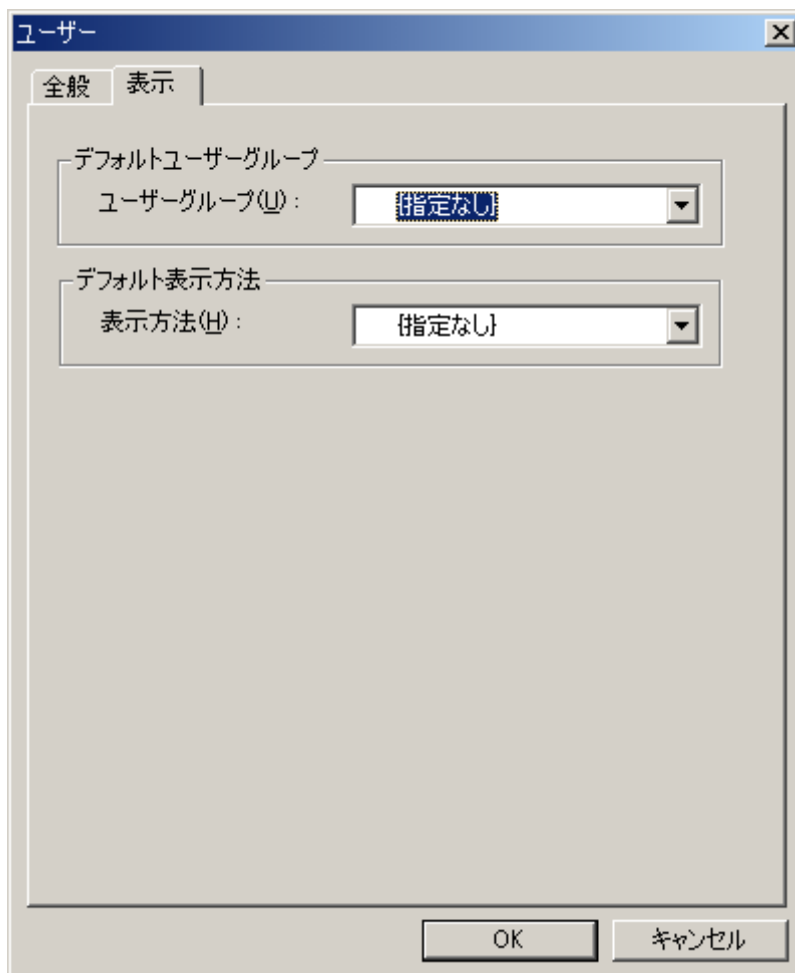 ユーザー
全般 表示
デフォルトユーザーグループ
ユーザーグループ(U): {指定なし}
デフォルト表示方法
表示方法(H): {指定なし}
OK キャンセル